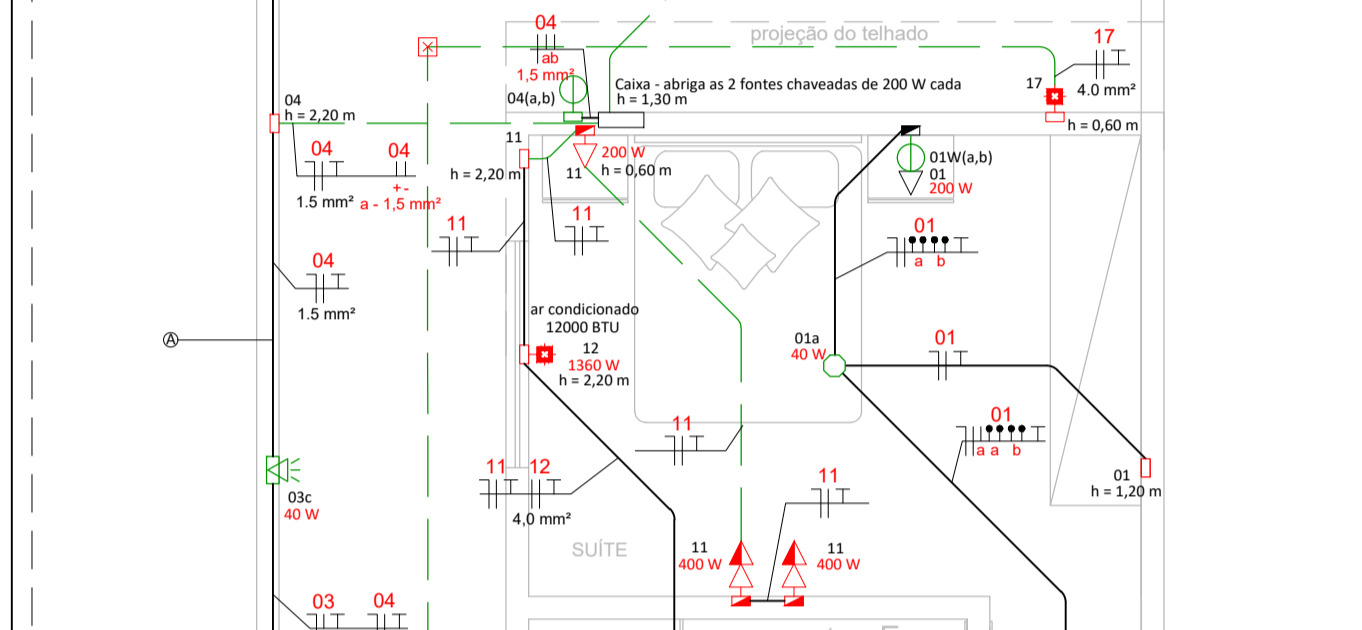 04
ab
1,5 mm²
04(a,b)
projeção do telhado
Caixa - abriga as 2 fontes chaveadas de 200 W cada
h = 1,30 m
17
17
4.0 mm²
h = 0,60 m
04
h = 2,20 m
04
04
1.5 mm²
+ -
a - 1,5 mm²
11
h = 2,20 m
200 W
11
h = 0,60 m
01W(a,b)
01
200 W
11
11
01
a b
04
1.5 mm²
A
ar condicionado
12000 BTU
12
1360 W
h = 2,20 m
01a
40 W
01
11
01
a a b
11
12
4,0 mm²
11
01
h = 1,20 m
03c
40 W
SUÍTE
11
400 W
11
400 W
03
04